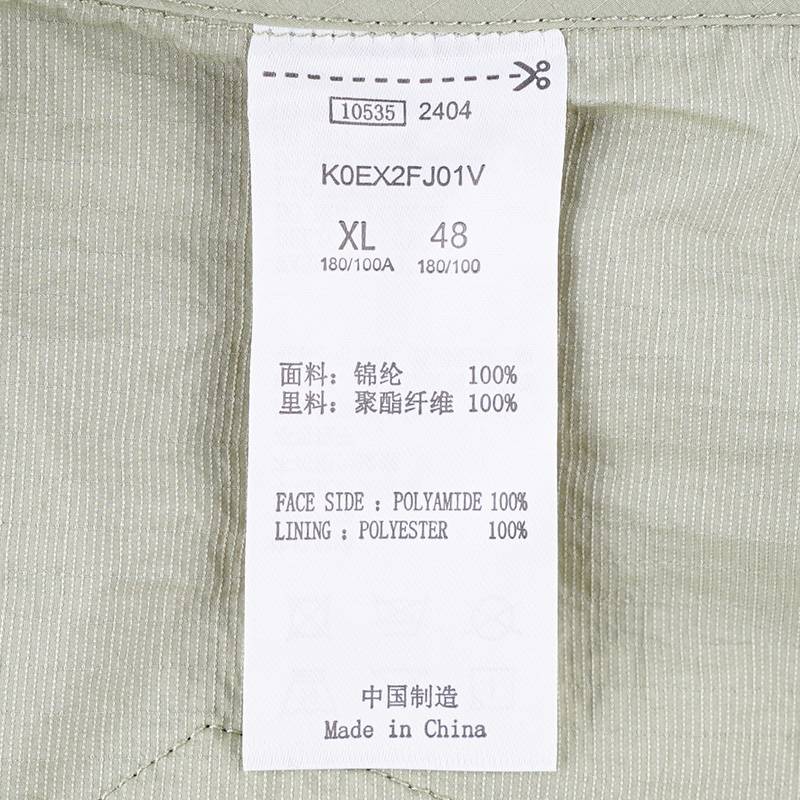 10535 2404
K0EX2FJ01V
XL 48
180/100A 180/100
面料：锦纶 100%
里料：聚酯纤维 100%
FACE SIDE : POLYAMIDE 100%
LINING : POLYESTER 100%
中国制造
Made in China